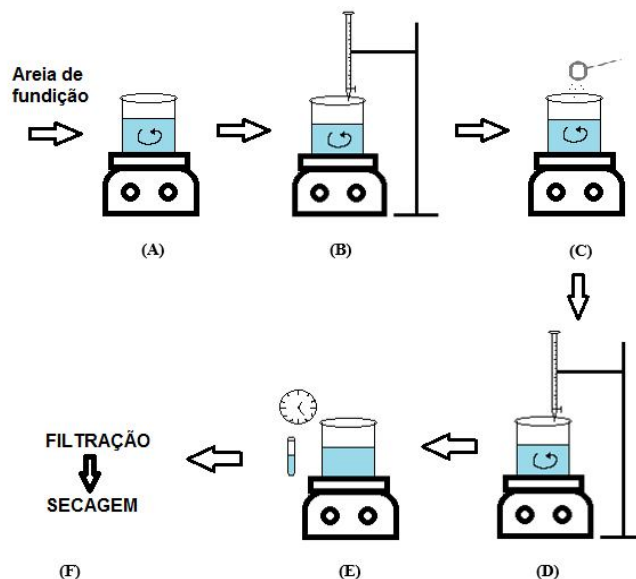 Areia de
fundição
(A)
(B)
(C)
FILTRAÇÃO
SECAGEM
(F)
(E)
(D)